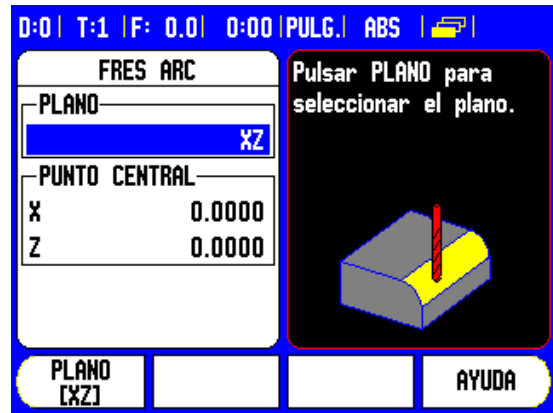 D:0 | T:1 | F: 0.0 | 0:00 | PULG. | ABS |
FRES ARC
PLANO
XZ
PUNTO CENTRAL
X 0.0000
Z 0.0000
Pulsar PLANO para
seleccionar el plano.
PLANO
[XZ]
AYUDA